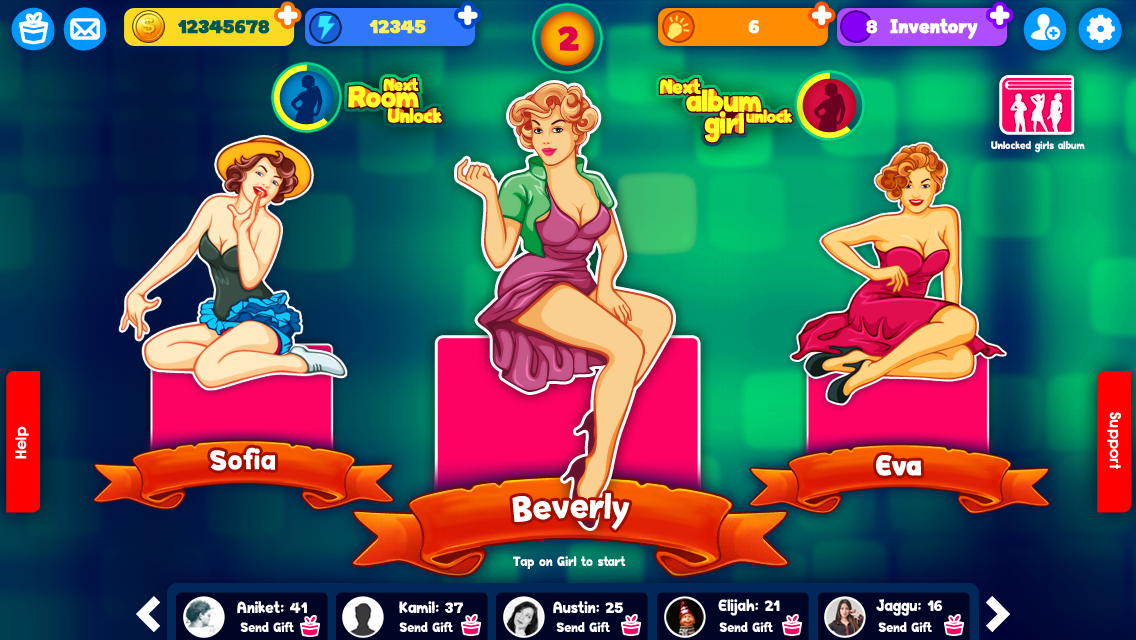 12345678
12345
2
6
8 Inventory
Next
Room
Unlock
Next
album
girl unlock
Unlocked girls album
Help
Support
Sofia
Beverly
Eva
Tap on Girl to start
Aniket: 41
Send Gift
Kamil: 37
Send Gift
Austin: 25
Send Gift
Elijah: 21
Send Gift
Jaggu: 16
Send Gift